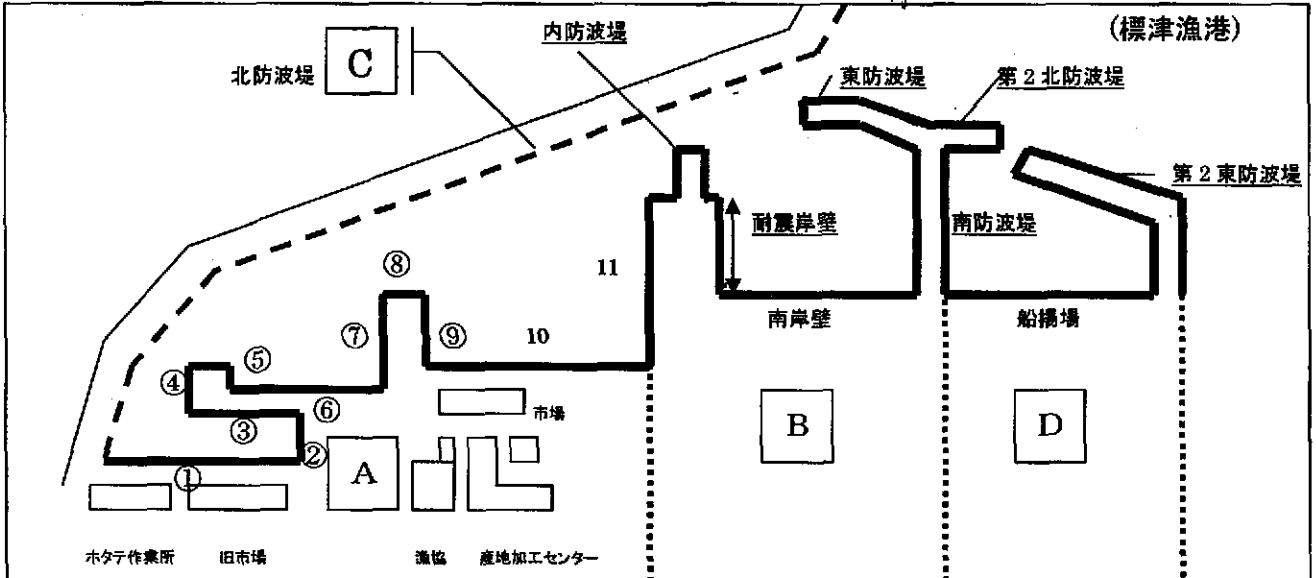 (標津漁港)
内防波堤
北防波堤
C
東防波堤
第2北防波堤
第2東防波堤
耐震岸壁
南防波堤
⑧
11
⑦
⑨
10
南岸壁
船揚場
⑤
④
⑥
市場
③
B
D
②
A
①
ホタテ作業所
旧市場
漁協
産地加工センター